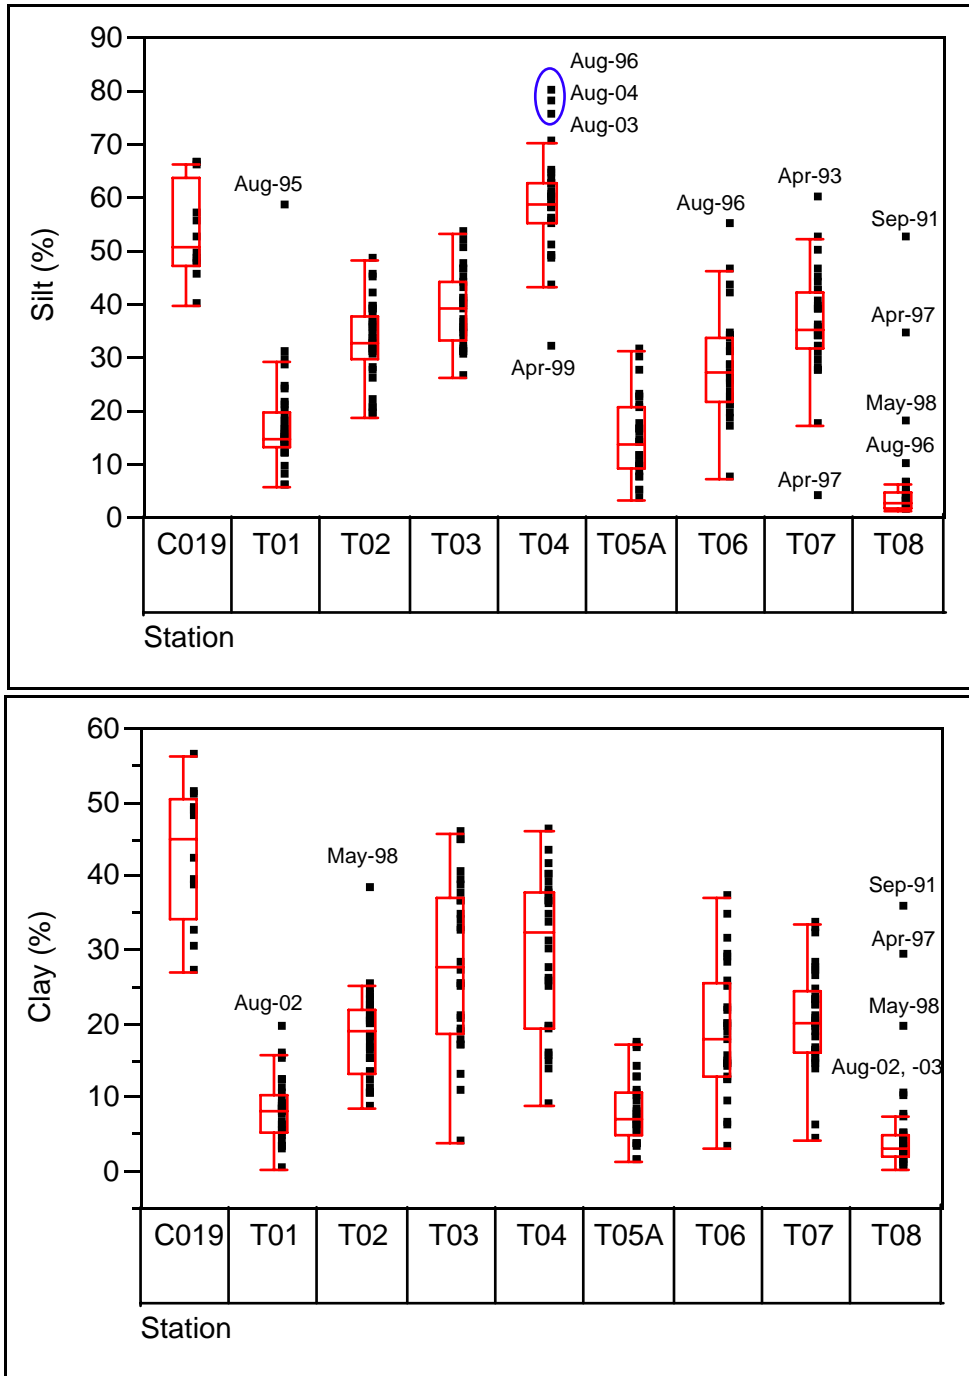 90
80
70
60
50
40
30
20
10
0
Silt (%)
Aug-96
Aug-04
Aug-03
Aug-95
Apr-93
Aug-96
Sep-91
Apr-97
Apr-99
May-98
Aug-96
Apr-97
C019 T01 T02 T03 T04 T05A T06 T07 T08
Station
60
50
40
30
20
10
0
Clay (%)
May-98
Sep-91
Apr-97
Aug-02
May-98
Aug-02, -03
C019 T01 T02 T03 T04 T05A T06 T07 T08
Station